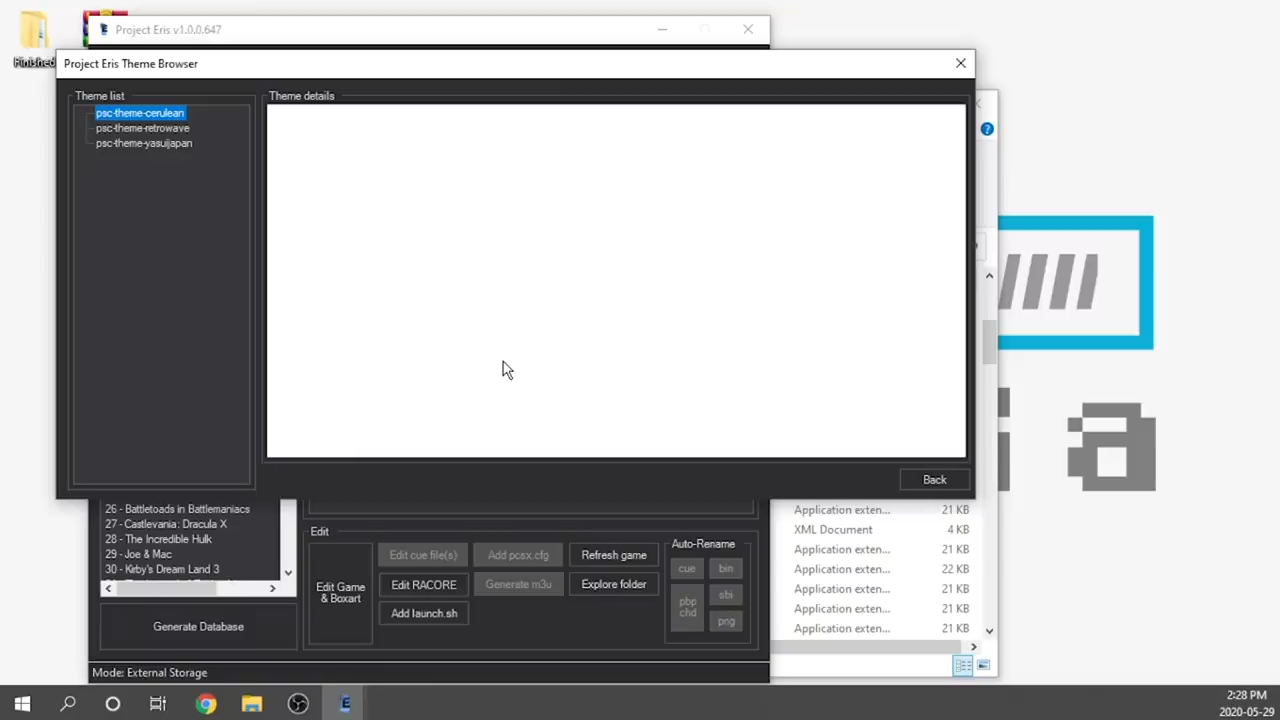 Finished
Project Eris v1.0.0.647
Project Eris Theme Browser
Theme list
psc-theme-cerulean
psc-theme-retrowave
psc-theme-yasuijapan
Theme details
Back
26 - Battletoads in Battlemaniacs
27 - Castlevania: Dracula X
28 - The Incredible Hulk
29 - Joe & Mac
30 - Kirby's Dream Land 3
Generate Database
Edit
Edit Game
& Boxart
Edit cue file(s)
Add pcsx.cfg
Refresh game
Edit RACORE
Generate m3u
Explore folder
Add launch.sh
Auto-Rename
cue
bin
pbp
chd
sbi
png
Mode: External Storage
Application exten... 21 KB
XML Document 4 KB
Application exten... 21 KB
Application exten... 22 KB
Application exten... 21 KB
Application exten... 21 KB
Application exten... 21 KB
a
2:28 PM
2020-05-29